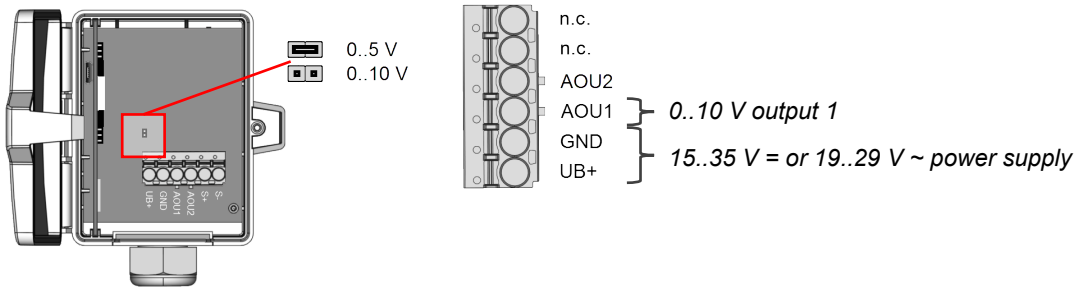 0..5 V
0..10 V
UB+
GND
AOU1
AOU2
S+
S-
n.c.
n.c.
AOU2
AOU1
0..10 V output 1
GND
UB+
15..35 V = or 19..29 V ~ power supply